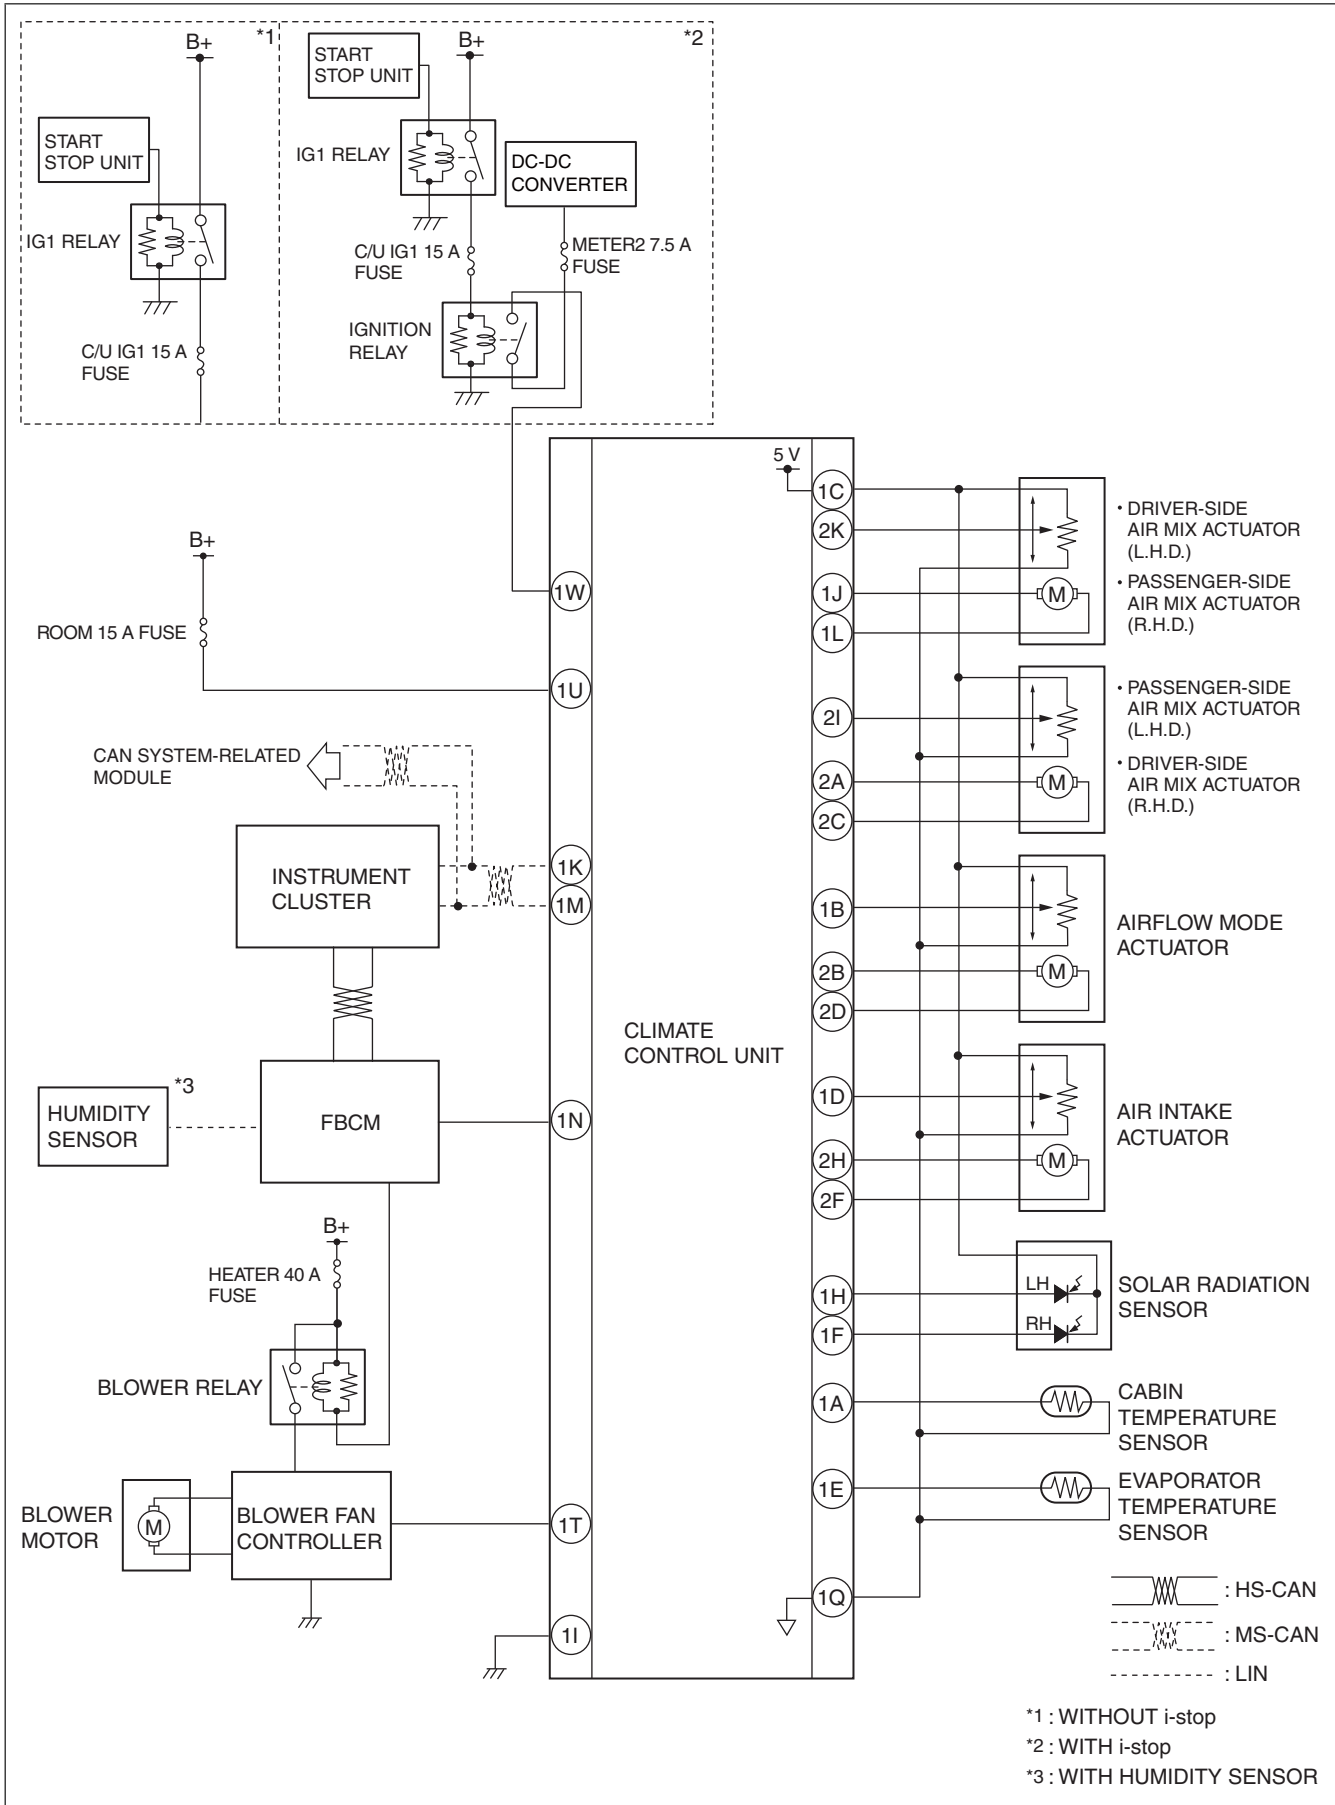 *1
B+
START
STOP UNIT
IG1 RELAY
C/U IG1 15 A
FUSE
*2
START
STOP UNIT
B+
IG1 RELAY
DC-DC
CONVERTER
C/U IG1 15 A
FUSE
METER2 7.5 A
FUSE
IGNITION
RELAY
B+
ROOM 15 A FUSE
CAN SYSTEM-RELATED
MODULE
INSTRUMENT
CLUSTER
*3
HUMIDITY
SENSOR
FBCM
B+
HEATER 40 A
FUSE
BLOWER RELAY
BLOWER
MOTOR
M
BLOWER FAN
CONTROLLER
1W
1U
1K
1M
1N
1T
1I
CLIMATE
CONTROL UNIT
5 V
1C
2K
1J
1L
2I
2A
2C
1B
2B
2D
1D
2H
2F
1H
1F
1A
1E
1Q
M
• DRIVER-SIDE
AIR MIX ACTUATOR
(L.H.D.)
• PASSENGER-SIDE
AIR MIX ACTUATOR
(R.H.D.)
M
• PASSENGER-SIDE
AIR MIX ACTUATOR
(L.H.D.)
• DRIVER-SIDE
AIR MIX ACTUATOR
(R.H.D.)
M
AIRFLOW MODE
ACTUATOR
M
AIR INTAKE
ACTUATOR
LH
RH
SOLAR RADIATION
SENSOR
CABIN
TEMPERATURE
SENSOR
EVAPORATOR
TEMPERATURE
SENSOR
: HS-CAN
: MS-CAN
: LIN
*1 : WITHOUT i-stop
*2 : WITH i-stop
*3 : WITH HUMIDITY SENSOR